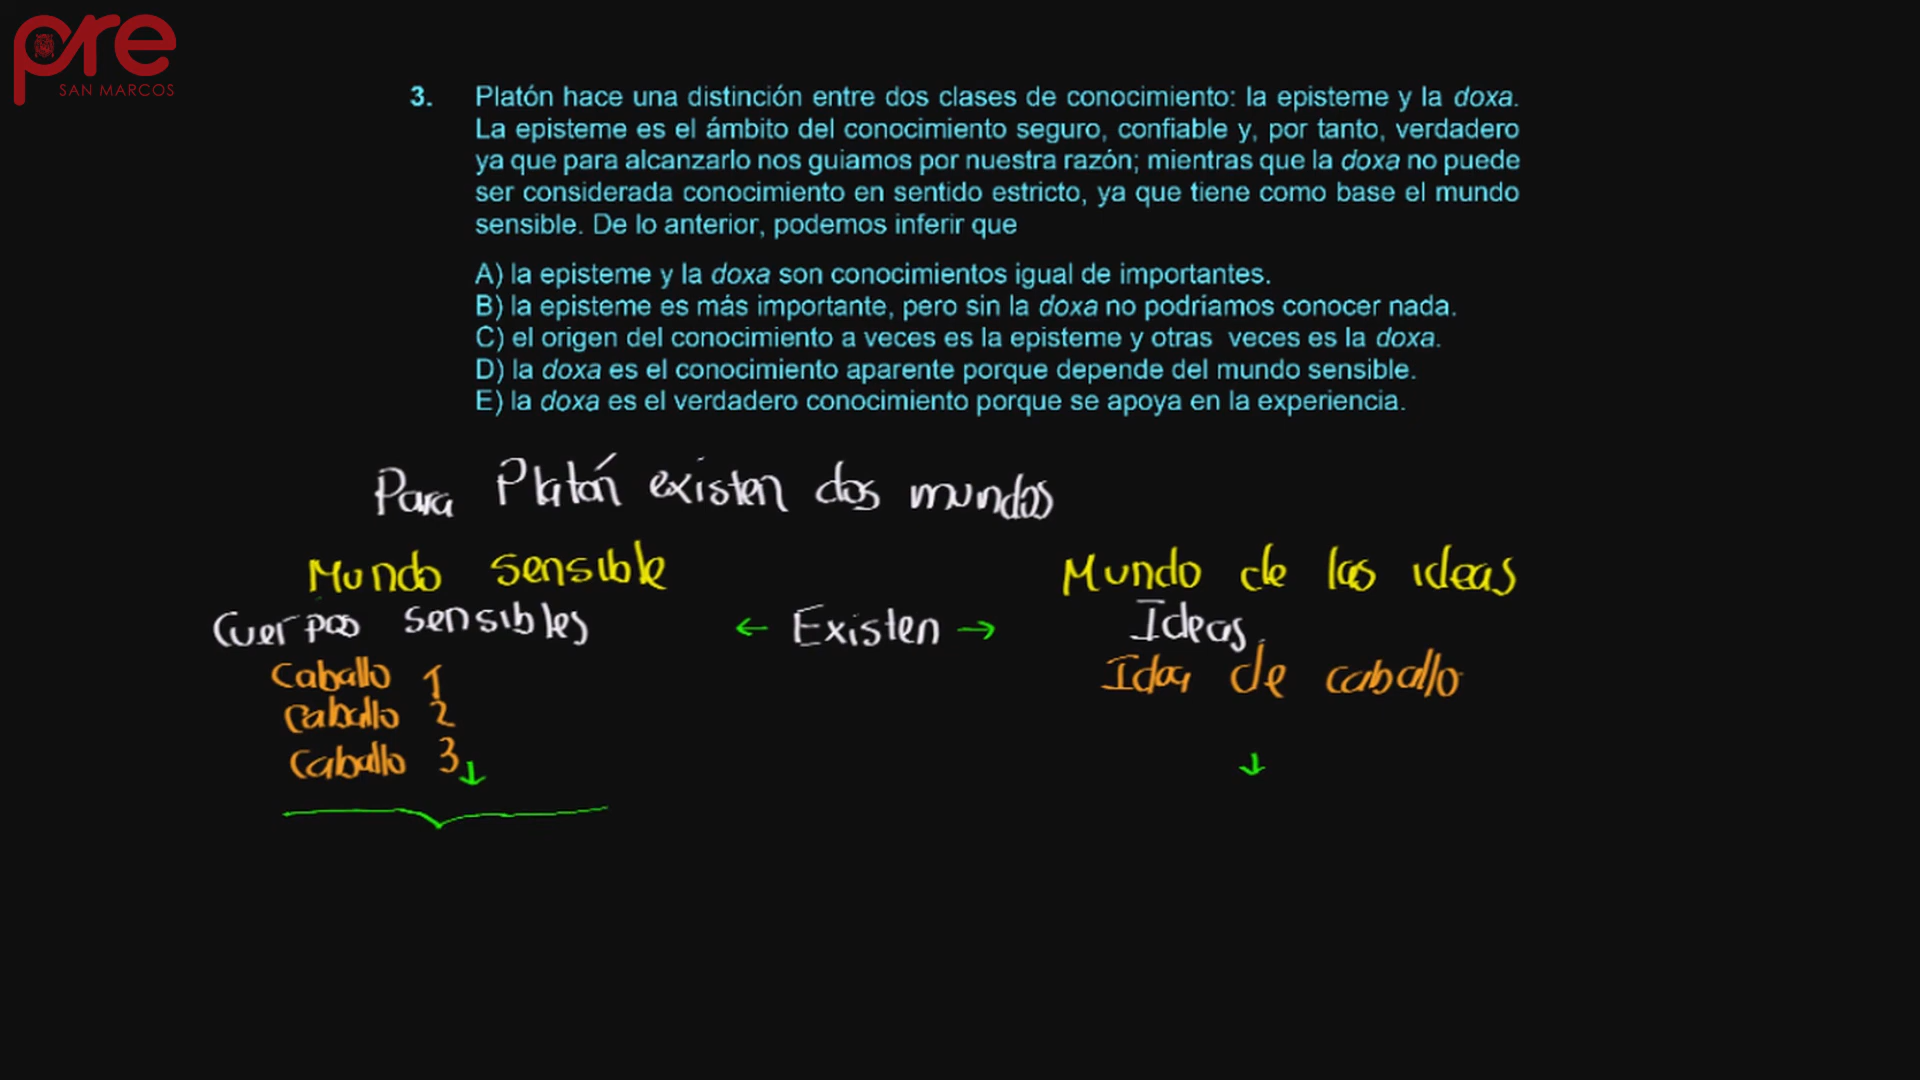 pre
SAN MARCOS
3. Platón hace una distinción entre dos clases de conocimiento: la episteme y la doxa.
La episteme es el ámbito del conocimiento seguro, confiable y, por tanto, verdadero
ya que para alcanzarlo nos guiamos por nuestra razón; mientras que la doxa no puede
ser considerada conocimiento en sentido estricto, ya que tiene como base el mundo
sensible. De lo anterior, podemos inferir que
A) la episteme y la doxa son conocimientos igual de importantes.
B) la episteme es más importante, pero sin la doxa no podríamos conocer nada.
C) el origen del conocimiento a veces es la episteme y otras veces es la doxa.
D) la doxa es el conocimiento aparente porque depende del mundo sensible.
E) la doxa es el verdadero conocimiento porque se apoya en la experiencia.
Para Platón existen dos mundos
Mundo sensible Mundo de las ideas
Cuerpos sensibles ← Existen → Ideas
Caballo 1 Idea de caballo
Caballo 2
Caballo 3